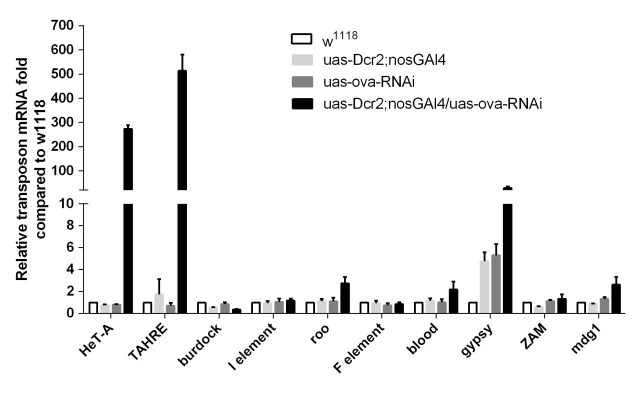 Relative transposon mRNA fold
compared to w1118
700
600
500
400
300
200
100
10
8
6
4
2
0
w1118
uas-Dcr2;nosGAl4
uas-ova-RNAi
uas-Dcr2;nosGAl4/uas-ova-RNAi
HeT-A
TAHRE
burdock
I element
roo
F element
blood
gypsy
ZAM
mdg1